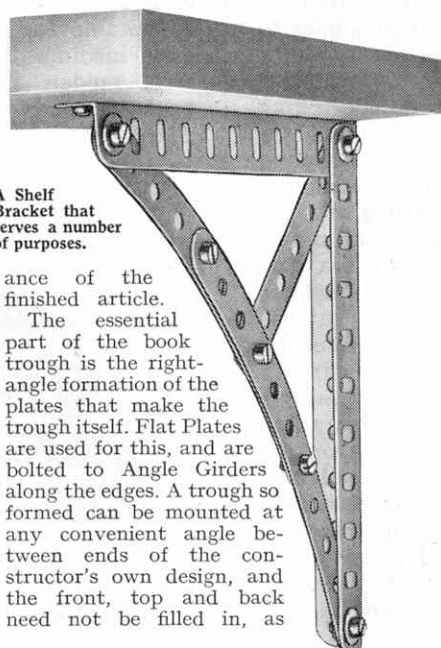 A Shelf
Bracket that
serves a number
of purposes.
ance of the
finished article.
The essential
part of the book
trough is the right-
angle formation of the
plates that make the
trough itself. Flat Plates
are used for this, and are
bolted to Angle Girders
along the edges. A trough so
formed can be mounted at
any convenient angle be-
tween ends of the con-
structor's own design, and
the front, top and back
need not be filled in, as